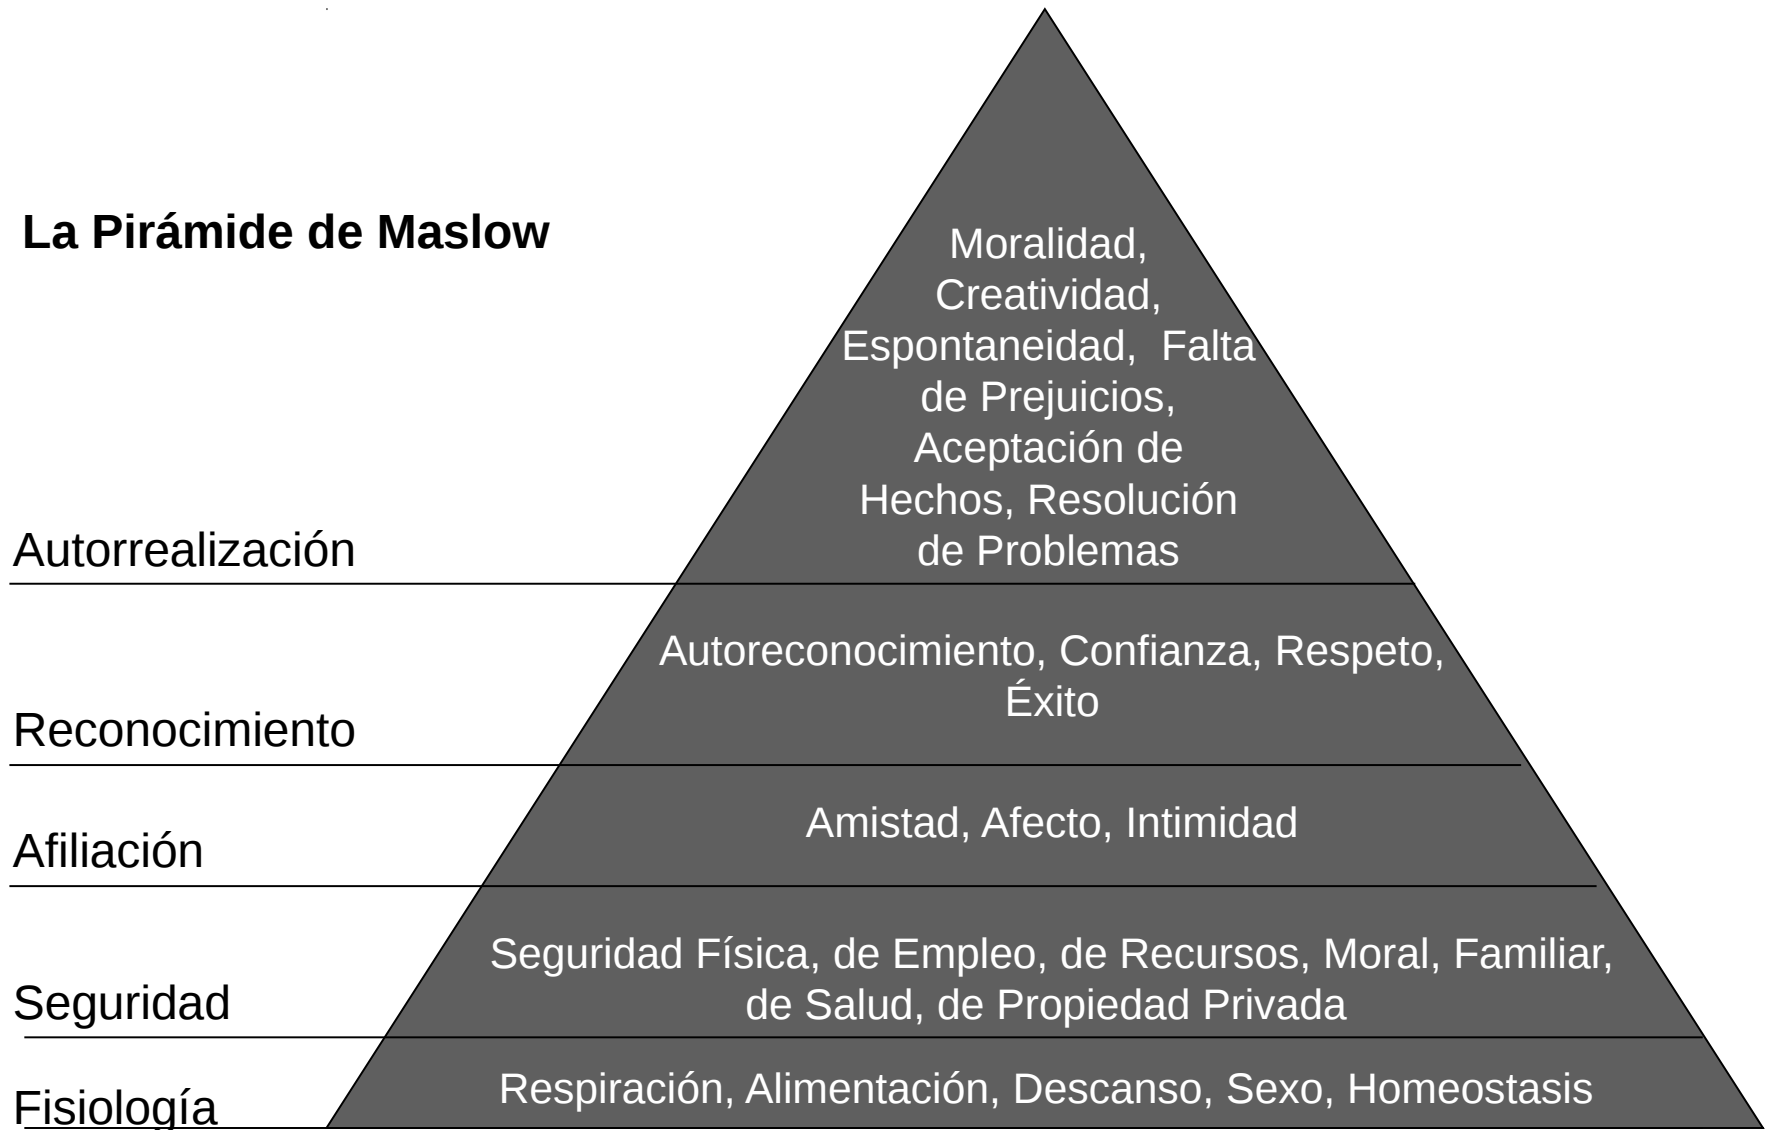 La Pirámide de Maslow
Moralidad,
Creatividad,
Espontaneidad,  Falta
de Prejuicios,
Aceptación de
Hechos, Resolución
de Problemas
Autorrealización
Autoreconocimiento, Confianza, Respeto,
Éxito
Reconocimiento
Amistad, Afecto, Intimidad
Afiliación
Seguridad Física, de Empleo, de Recursos, Moral, Familiar,
de Salud, de Propiedad Privada
Seguridad
Respiración, Alimentación, Descanso, Sexo, Homeostasis
Fisiología